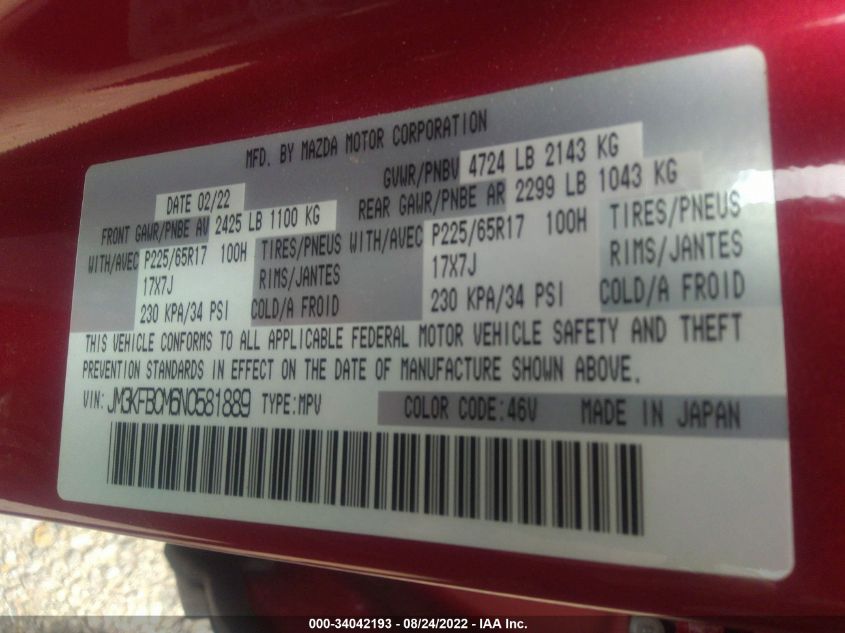 MFD. BY MAZDA MOTOR CORPORATION
DATE 02/22 GVWR/PNBV 4724 LB 2143 KG
FRONT GAWR/PNBE AV 2425 LB 1100 KG REAR GAWR/PNBE AR 2299 LB 1043 KG
WITH/AVEC P225/65R17 100H TIRES/PNEUS WITH/AVEC P225/65R17 100H TIRES/PNEUS
17X7J RIMS/JANTES 17X7J RIMS/JANTES
230 KPA/34 PSI COLD/A FROID 230 KPA/34 PSI COLD/A FROID
THIS VEHICLE CONFORMS TO ALL APPLICABLE FEDERAL MOTOR VEHICLE SAFETY AND THEFT
PREVENTION STANDARDS IN EFFECT ON THE DATE OF MANUFACTURE SHOWN ABOVE.
VIN: JM3KFBCM6N0581889 TYPE:MPV COLOR CODE:46V MADE IN JAPAN
000-34042193 - 08/24/2022 - IAA Inc.